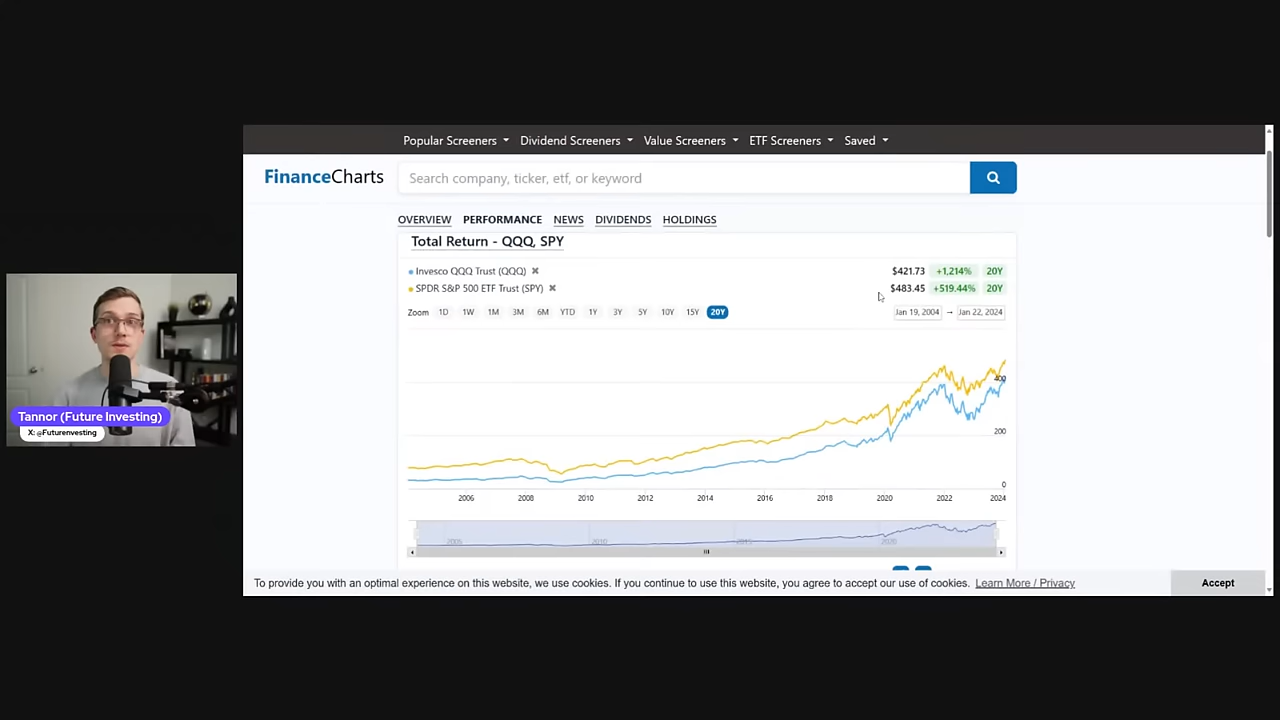 Popular Screeners Dividend Screeners Value Screeners ETF Screeners Saved
FinanceCharts Search company, ticker, etf, or keyword
OVERVIEW PERFORMANCE NEWS DIVIDENDS HOLDINGS
Total Return - QQQ, SPY
Invesco QQQ Trust (QQQ) $421.73 +1,214% 20Y
SPDR S&P 500 ETF Trust (SPY) $483.45 +519.44% 20Y
Zoom 1D 1W 1M 3M 6M YTD 1Y 3Y 5Y 10Y 15Y 20Y Jan 19, 2004 → Jan 22, 2024
400
200
0
2006 2008 2010 2012 2014 2016 2018 2020 2022 2024
2005 2010 2015 2020
Tannor (Future Investing)
X: @Futurenvesting
To provide you with an optimal experience on this website, we use cookies. If you continue to use this website, you agree to accept our use of cookies. Learn More / Privacy Accept